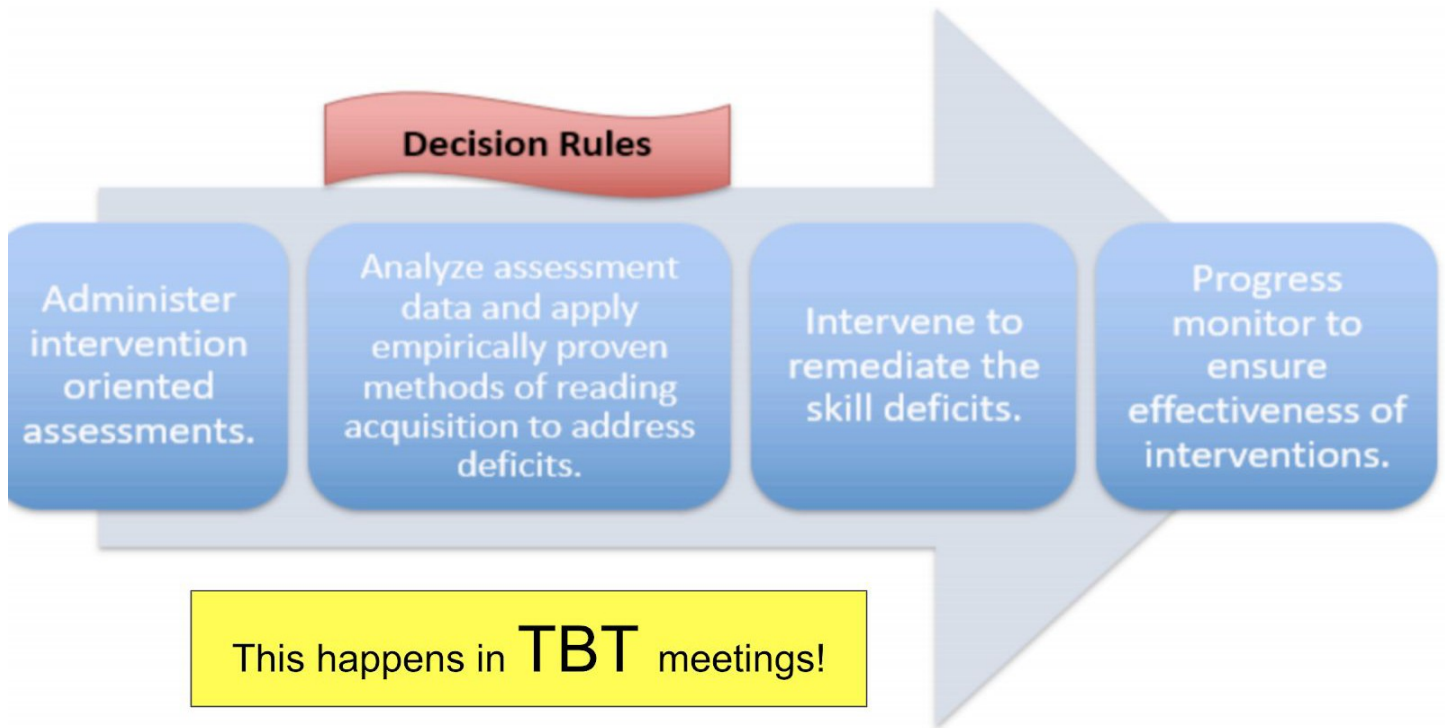 Decision Rules
Administer
intervention
oriented
assessments.
Analyze assessment
data and apply
empirically proven
methods of reading
acquisition to address
deficits.
Intervene to
remediate the
skill deficits.
Progress
monitor to
ensure
effectiveness of
interventions.
This happens in TBT meetings!